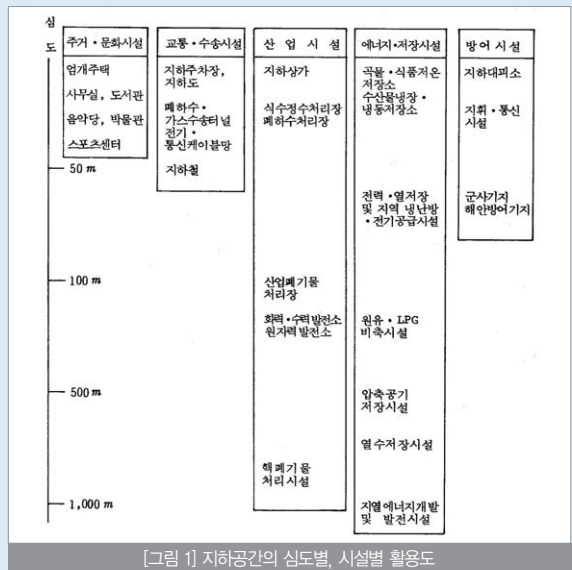 심
도
주거・문화시설
엄개주택
사무실, 도서관
음악당, 박물관
스포츠센터
교통・수송시설
지하주차장,
지하도
폐하수・
가스수송터널
전기・
통신케이블망
지하철
산 업 시 설
지하상가
식수정수처리장
폐하수처리장
산업폐기물
처리장
화력・수력발전소
원자력발전소
핵폐기물
처리시설
에너지・저장시설
곡물・식품저온
저장소
수산물냉장・
냉동저장소
전력・열저장
및 지역 냉난방
・전기공급시설
원유・LPG
비축시설
압축공기
저장시설
열수저장시설
지열에너지개발
및 발전시설
방어시설
지하대피소
지휘・통신
시설
군사기지
해안방어기지
50 m
100 m
500 m
1,000 m
[그림 1] 지하공간의 심도별, 시설별 활용도